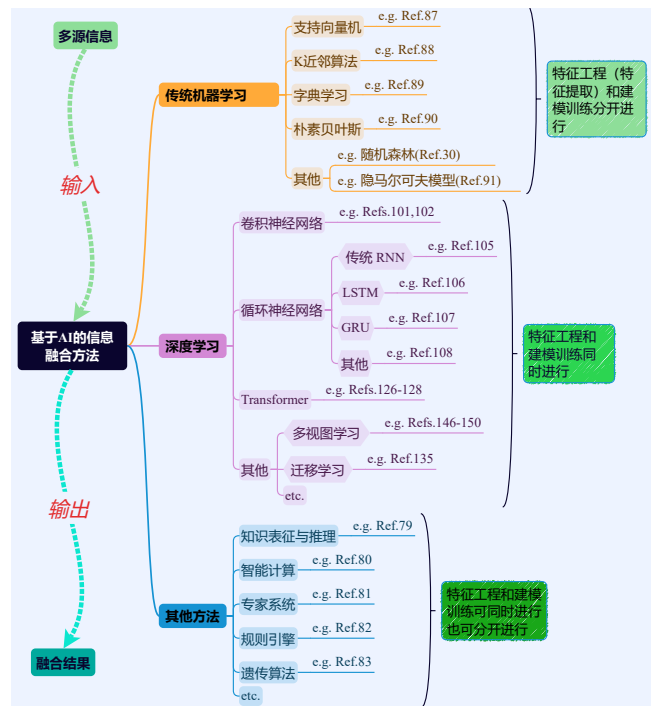 多源信息
输入
基于AI的信息
融合方法
输出
融合结果
传统机器学习
支持向量机
e.g. Ref.87
K近邻算法
e.g. Ref.88
字典学习
e.g. Ref.89
朴素贝叶斯
e.g. Ref.90
其他
e.g. 随机森林(Ref.30)
e.g. 隐马尔可夫模型(Ref.91)
特征工程（特
征提取）和建
模训练分开进
行
深度学习
卷积神经网络
e.g. Refs.101,102
循环神经网络
传统 RNN
e.g. Ref.105
LSTM
e.g. Ref.106
GRU
e.g. Ref.107
其他
e.g. Ref.108
Transformer
e.g. Refs.126-128
其他
多视图学习
e.g. Refs.146-150
迁移学习
e.g. Ref.135
etc.
特征工程和
建模训练同
时进行
其他方法
知识表征与推理
e.g. Ref.79
智能计算
e.g. Ref.80
专家系统
e.g. Ref.81
规则引擎
e.g. Ref.82
遗传算法
e.g. Ref.83
etc.
特征工程和建模
训练可同时进行
也可分开进行